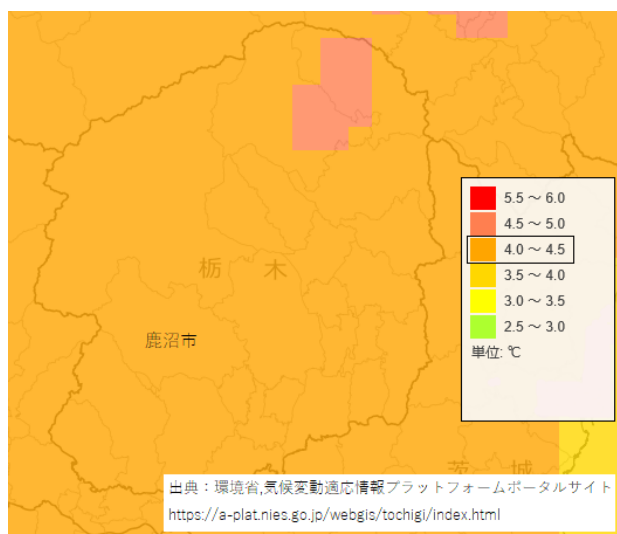 栃木
鹿沼市
茨城
5.5 ～ 6.0
4.5 ～ 5.0
4.0 ～ 4.5
3.5 ～ 4.0
3.0 ～ 3.5
2.5 ～ 3.0
単位: ℃
出典：環境省,気候変動適応情報プラットフォームポータルサイト
https://a-plat.nies.go.jp/webgis/tochigi/index.html